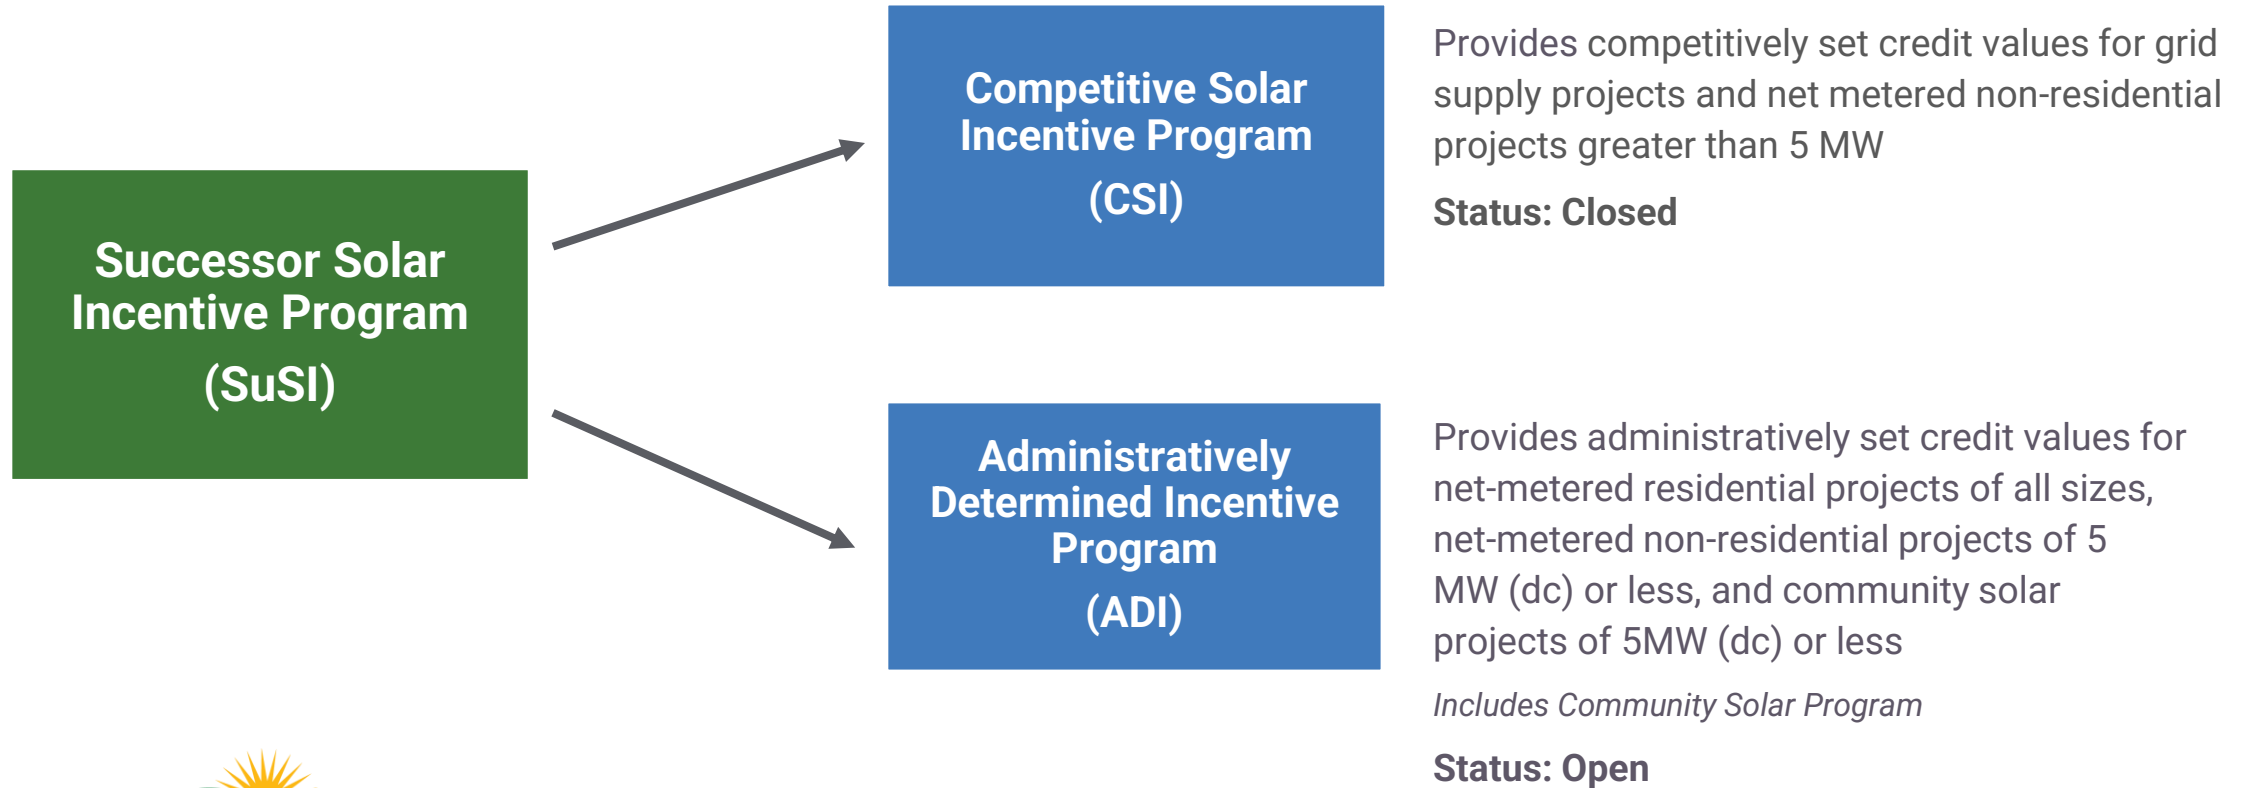 Successor Solar
Incentive Program
(SuSI)
Competitive Solar
Incentive Program
(CSI)
Provides competitively set credit values for grid
supply projects and net metered non-residential
projects greater than 5 MW
Status: Closed
Administratively
Determined Incentive
Program
(ADI)
Provides administratively set credit values for
net-metered residential projects of all sizes,
net-metered non-residential projects of 5
MW (dc) or less, and community solar
projects of 5MW (dc) or less
Includes Community Solar Program
Status: Open